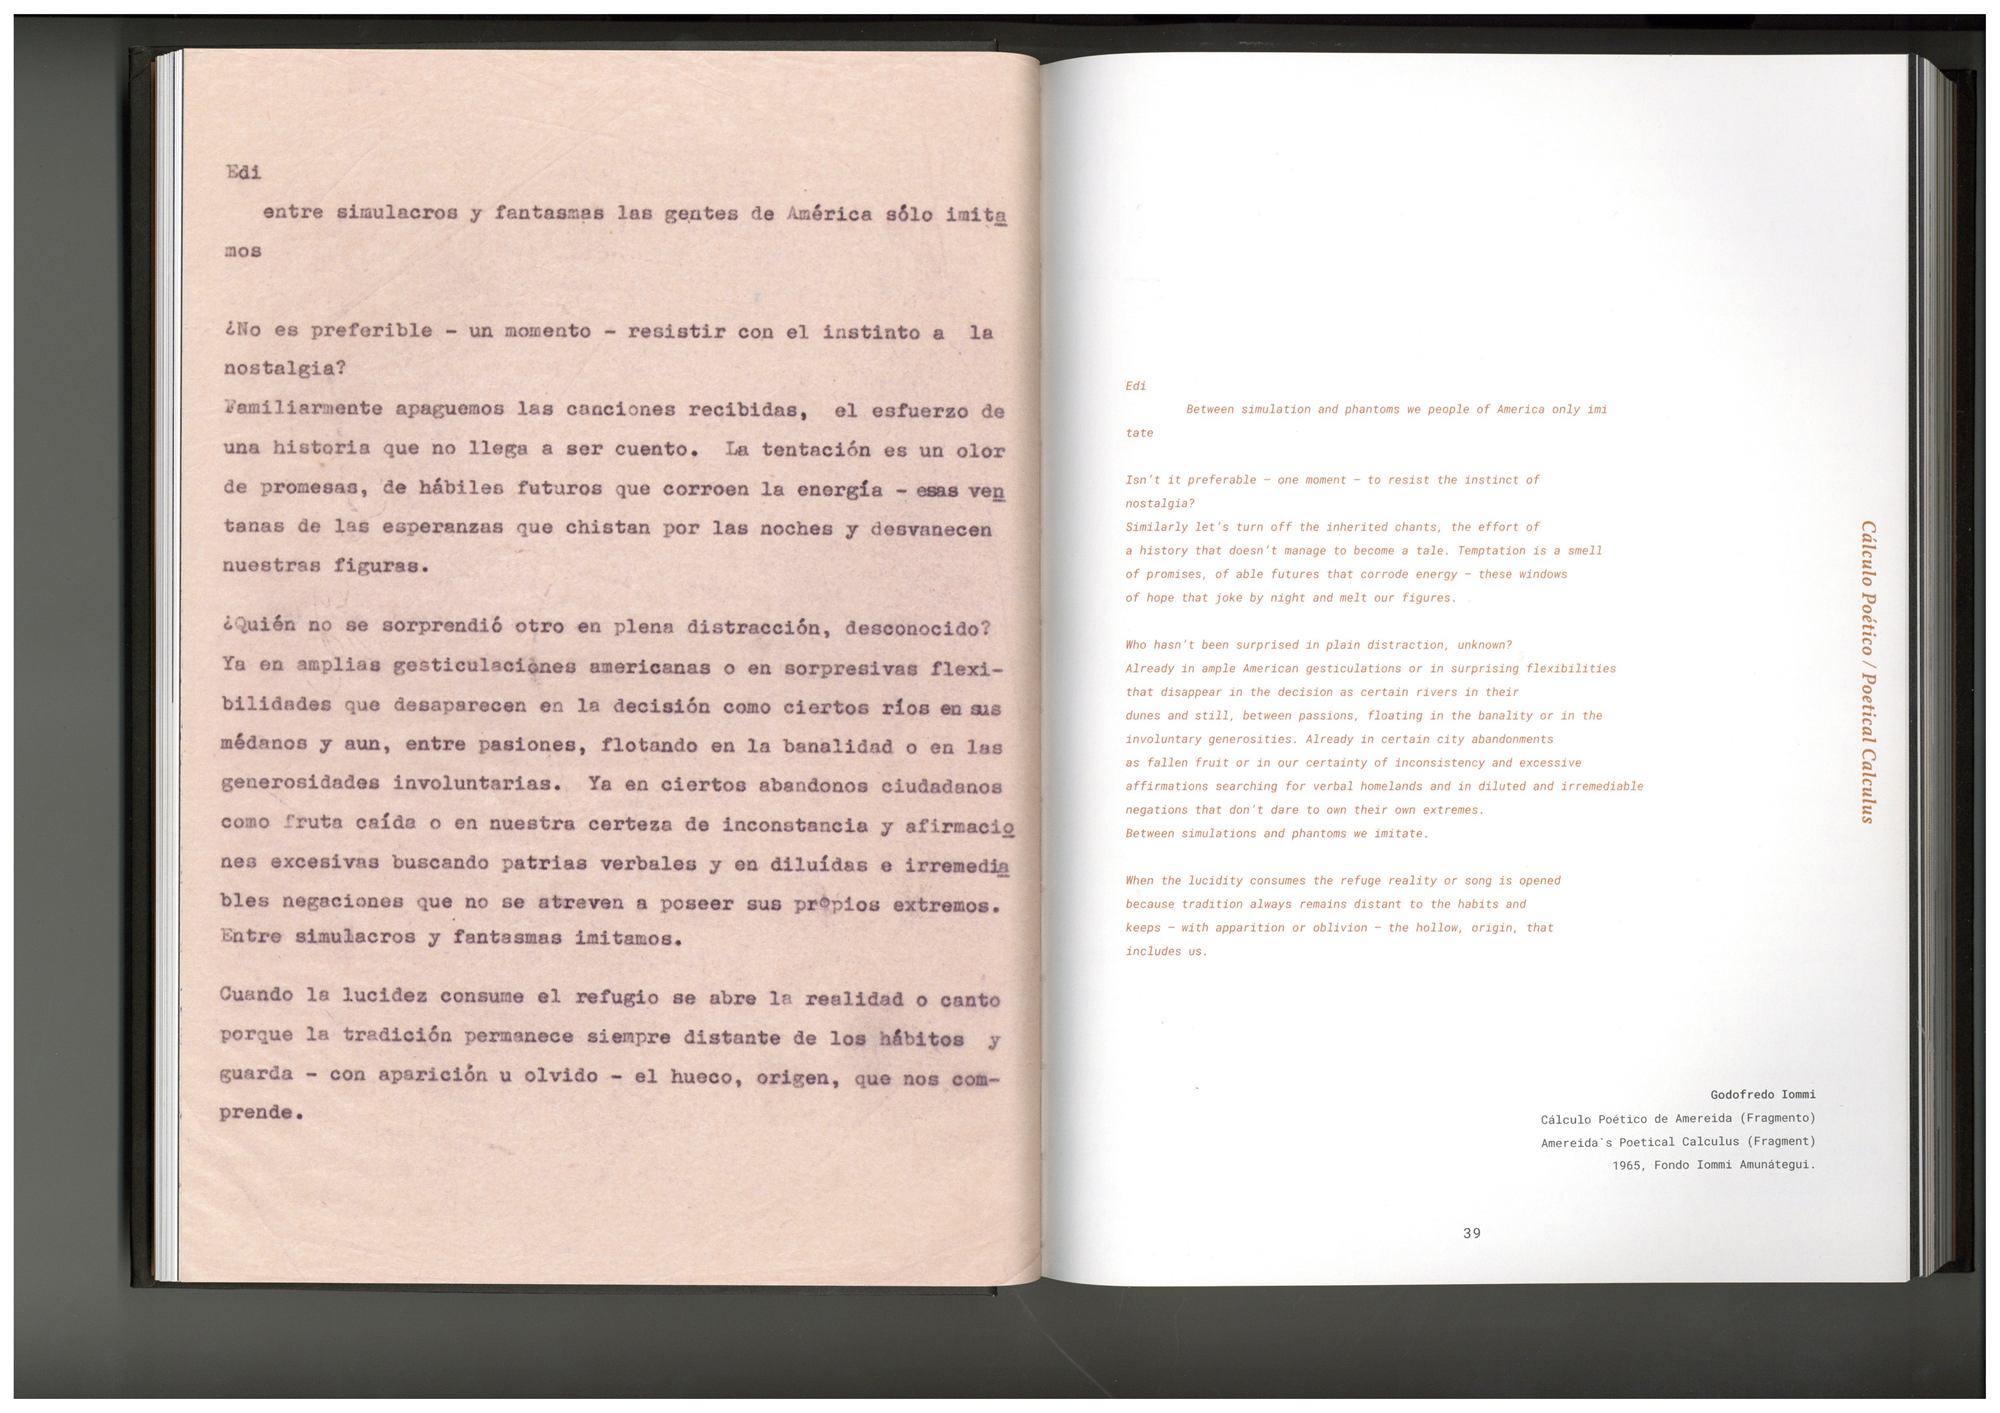 Edi
entre simulacros y fantasmas las gentes de América sólo imita
mos
¿No es preferible - un momento - resistir con el instinto a la
nostalgia?
Familiarmente apaguemos las canciones recibidas, el esfuerzo de
una historia que no llega a ser cuento. La tentación es un olor
de promesas, de hábiles futuros que corroen la energía - esas ven
tanas de las esperanzas que chistan por las noches y desvanecen
nuestras figuras.
¿Quién no se sorprendió otro en plena distracción, desconocido?
Ya en amplias gesticulaciones americanas o en sorpresivas flexi-
bilidades que desaparecen en la decisión como ciertos ríos en sus
médanos y aun, entre pasiones, flotando en la banalidad o en las
generosidades involuntarias. Ya en ciertos abandonos ciudadanos
como fruta caída o en nuestra certeza de inconstancia y afirmacio
nes excesivas buscando patrias verbales y en diluídas e irremedia
bles negaciones que no se atreven a poseer sus propios extremos.
Entre simulacros y fantasmas imitamos.
Cuando la lucidez consume el refugio se abre la realidad o canto
porque la tradición permanece siempre distante de los hábitos y
guarda - con aparición u olvido - el hueco, origen, que nos com-
prende.
Edi
Between simulation and phantoms we people of America only imi
tate
Isn't it preferable – one moment – to resist the instinct of
nostalgia?
Similarly let's turn off the inherited chants, the effort of
a history that doesn't manage to become a tale. Temptation is a smell
of promises, of able futures that corrode energy – these windows
of hope that joke by night and melt our figures.
Who hasn't been surprised in plain distraction, unknown?
Already in ample American gesticulations or in surprising flexibilities
that disappear in the decision as certain rivers in their
dunes and still, between passions, floating in the banality or in the
involuntary generosities. Already in certain city abandonments
as fallen fruit or in our certainty of inconsistency and excessive
affirmations searching for verbal homelands and in diluted and irremediable
negations that don't dare to own their own extremes.
Between simulations and phantoms we imitate.
When the lucidity consumes the refuge reality or song is opened
because tradition always remains distant to the habits and
keeps – with apparition or oblivion – the hollow, origin, that
includes us.
Cálculo Poético / Poetical Calculus
Godofredo Iommi
Cálculo Poético de Amereida (Fragmento)
Amereida`s Poetical Calculus (Fragment)
1965, Fondo Iommi Amunátegui.
39